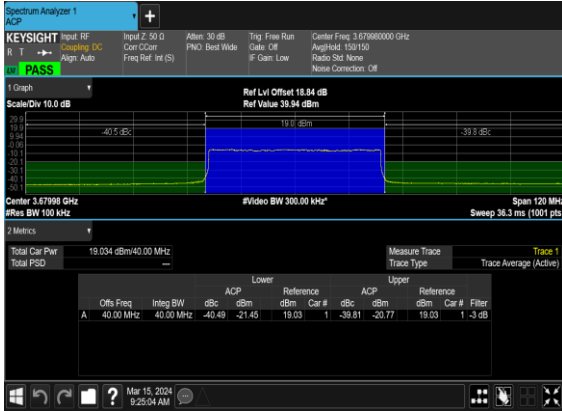 Spectrum Analyzer 1
ACP
+
KEYSIGHT Input: RF Input Z: 50 Ω Atten: 30 dB Trig: Free Run Center Freq: 3.679980000 GHz
R T Coupling: DC Corr CCorr PNO: Best Wide Gate: Off Avg|Hold: 150/150
Align: Auto Freq Ref: Int (S) IF Gain: Low Radio Std: None
PASS Noise Correction: Off
1 Graph Ref Lvl Offset 18.84 dB
Scale/Div 10.0 dB Ref Value 39.94 dBm
29.9
19.9 19.0 dBm
9.94 -40.5 dBc -39.8 dBc
-0.06
-10.1
-20.1
-30.1
-40.1
-50.1
Center 3.67998 GHz #Video BW 300.00 kHz* Span 120 MHz
#Res BW 100 kHz Sweep 36.3 ms (1001 pts
2 Metrics
Total Car Pwr 19.034 dBm/40.00 MHz Measure Trace Trace 1
Total PSD — Trace Type Trace Average (Active)
Lower Upper
ACP Reference ACP Reference
Offs Freq Integ BW dBc dBm dBm Car # dBc dBm dBm Car # Filter
A 40.00 MHz 40.00 MHz -40.49 -21.45 19.03 1 -39.81 -20.77 19.03 1 -3 dB
? Mar 15, 2024
9:25:04 AM